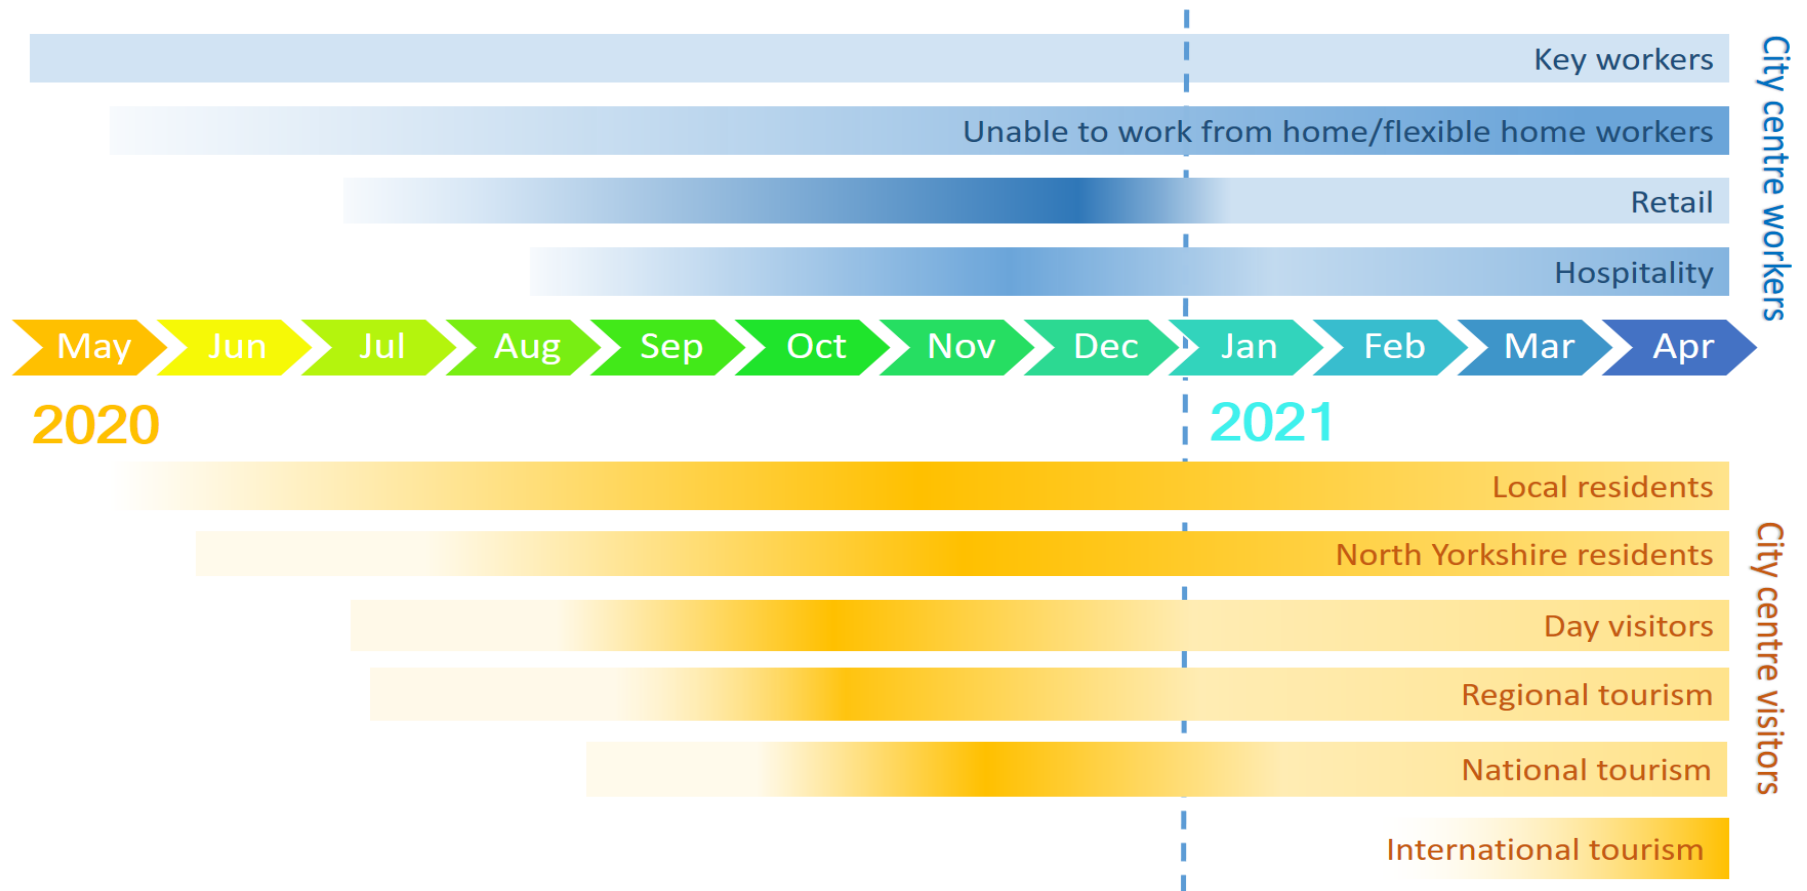 Key workers
Unable to work from home/flexible home workers
Retail
Hospitality
City centre workers
May Jun Jul Aug Sep Oct Nov Dec Jan Feb Mar Apr
2020 2021
Local residents
North Yorkshire residents
Day visitors
Regional tourism
National tourism
International tourism
City centre visitors